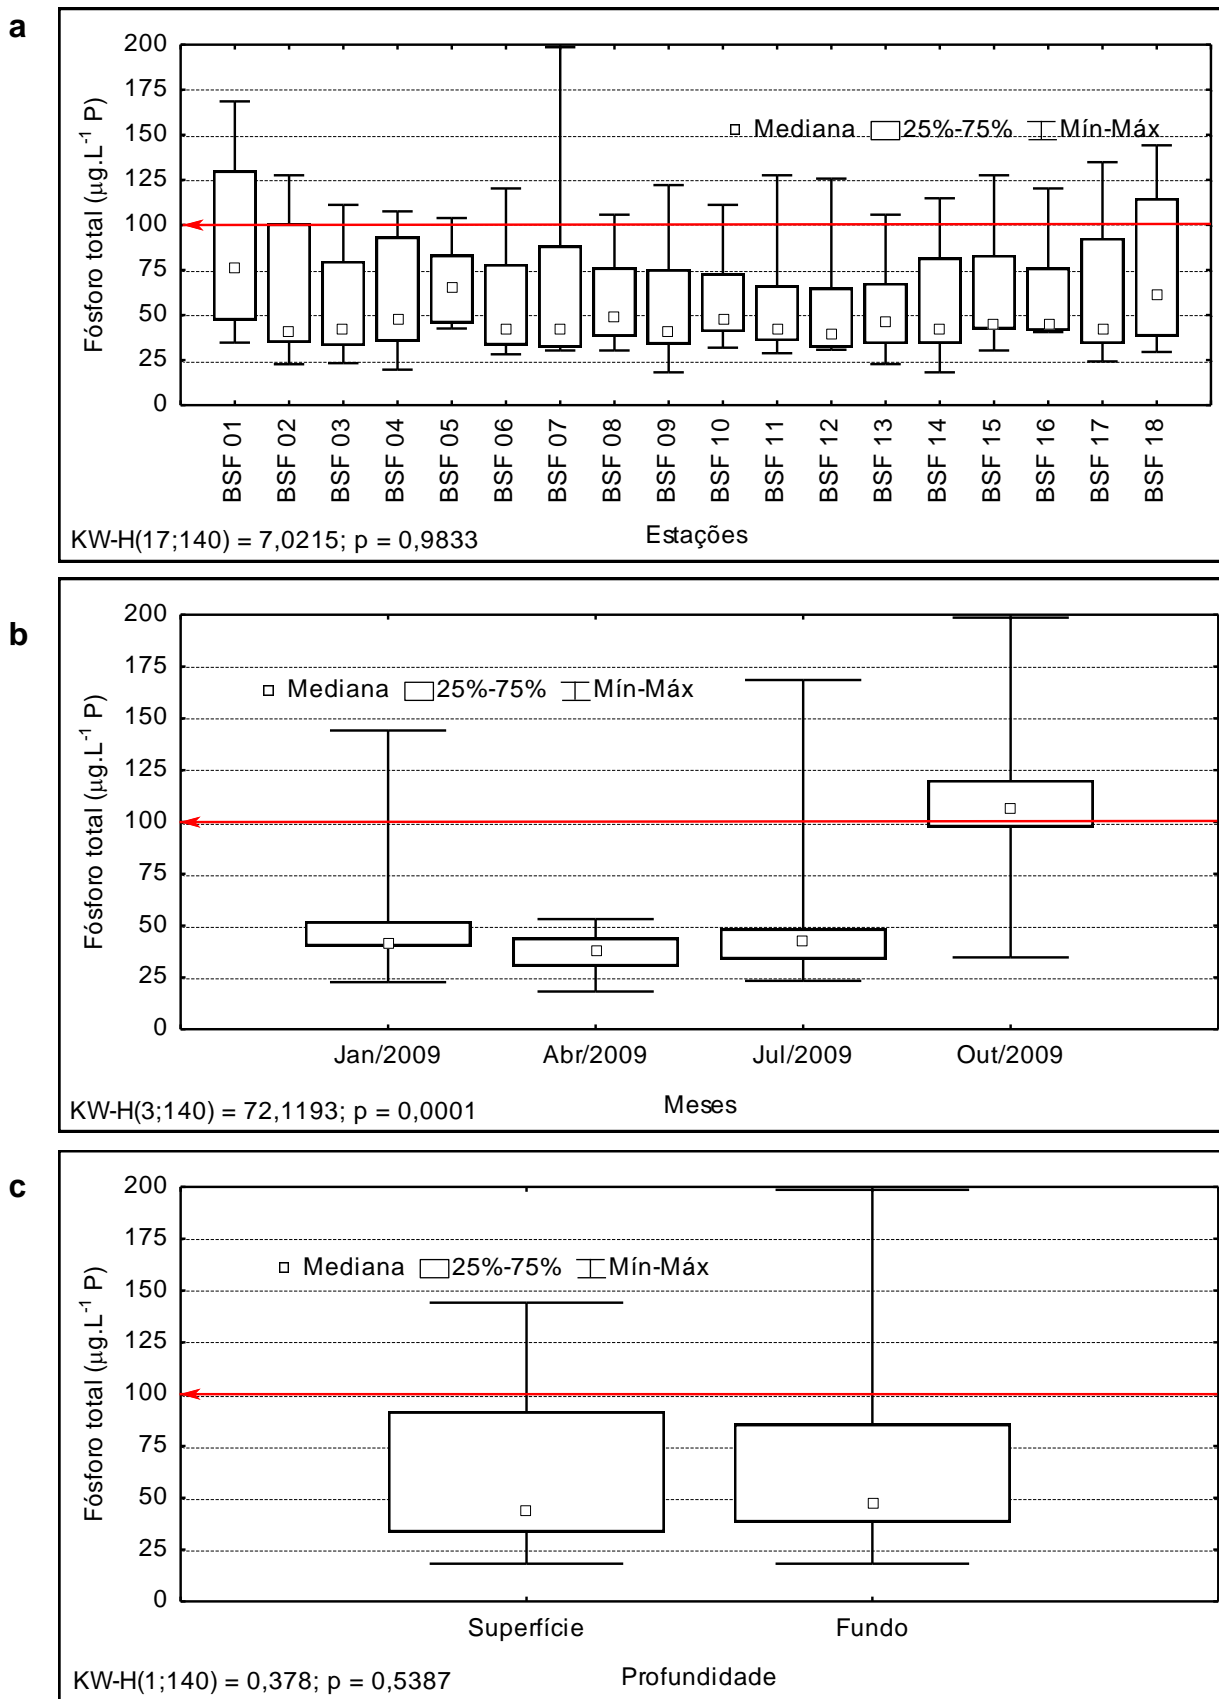 a
Fósforo total (µg.L⁻¹ P)
200
175
150
125
100
75
50
25
0
Mediana 25%-75% Mín-Máx
BSF 01
BSF 02
BSF 03
BSF 04
BSF 05
BSF 06
BSF 07
BSF 08
BSF 09
BSF 10
BSF 11
BSF 12
BSF 13
BSF 14
BSF 15
BSF 16
BSF 17
BSF 18
Estações
KW-H(17;140) = 7,0215; p = 0,9833
b
Fósforo total (µg.L⁻¹ P)
200
175
150
125
100
75
50
25
0
Mediana 25%-75% Mín-Máx
Jan/2009 Abr/2009 Jul/2009 Out/2009
Meses
KW-H(3;140) = 72,1193; p = 0,0001
c
Fósforo total (µg.L⁻¹ P)
200
175
150
125
100
75
50
25
0
Mediana 25%-75% Mín-Máx
Superfície Fundo
Profundidade
KW-H(1;140) = 0,378; p = 0,5387